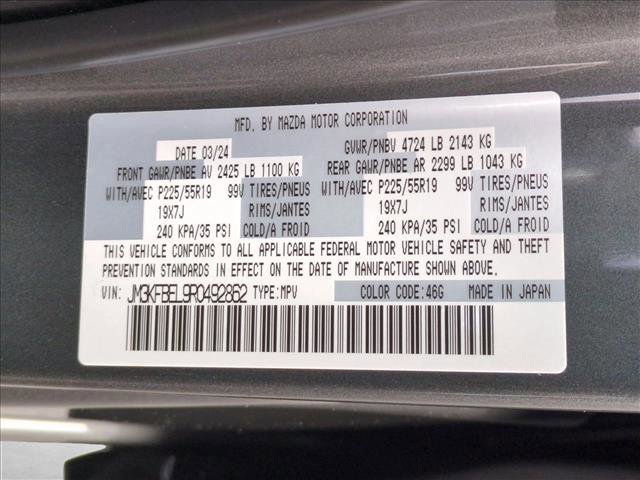 MFD. BY MAZDA MOTOR CORPORATION
DATE 03/24 GVWR/PNBV 4724 LB 2143 KG
FRONT GAWR/PNBE AV 2425 LB 1100 KG REAR GAWR/PNBE AR 2299 LB 1043 KG
WITH/AVEC P225/55R19 99V TIRES/PNEUS WITH/AVEC P225/55R19 99V TIRES/PNEUS
19X7J RIMS/JANTES 19X7J RIMS/JANTES
240 KPA/35 PSI COLD/A FROID 240 KPA/35 PSI COLD/A FROID
THIS VEHICLE CONFORMS TO ALL APPLICABLE FEDERAL MOTOR VEHICLE SAFETY AND THEFT
PREVENTION STANDARDS IN EFFECT ON THE DATE OF MANUFACTURE SHOWN ABOVE.
VIN: JM3KFBEL9R0492862 TYPE:MPV COLOR CODE:46G MADE IN JAPAN